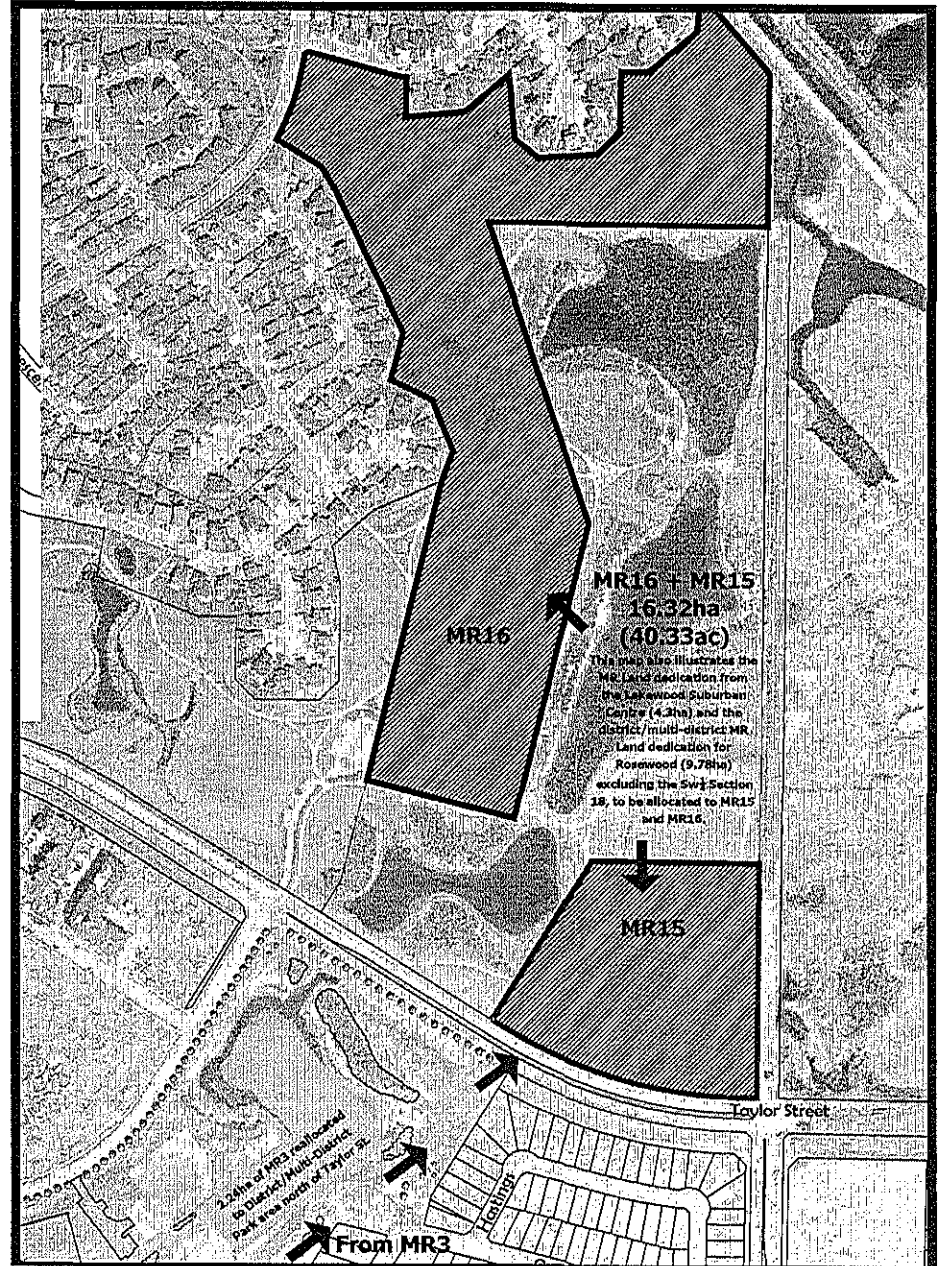 MR16
MR16 + MR15
16.32ha
(40.33ac)
This map also illustrates the
MR Land dedication from
the Lakewood Suburban
Centre (4.3ha) and the
district/multi-district MR
Land dedication for
Rosewood (9.78ha)
excluding the Sw¼ Section
18, to be allocated to MR15
and MR16.
MR15
Taylor Street
2.24ha of MR3 reallocated
to District/Multi-District
Park area north of Taylor St.
Hastings
From MR3